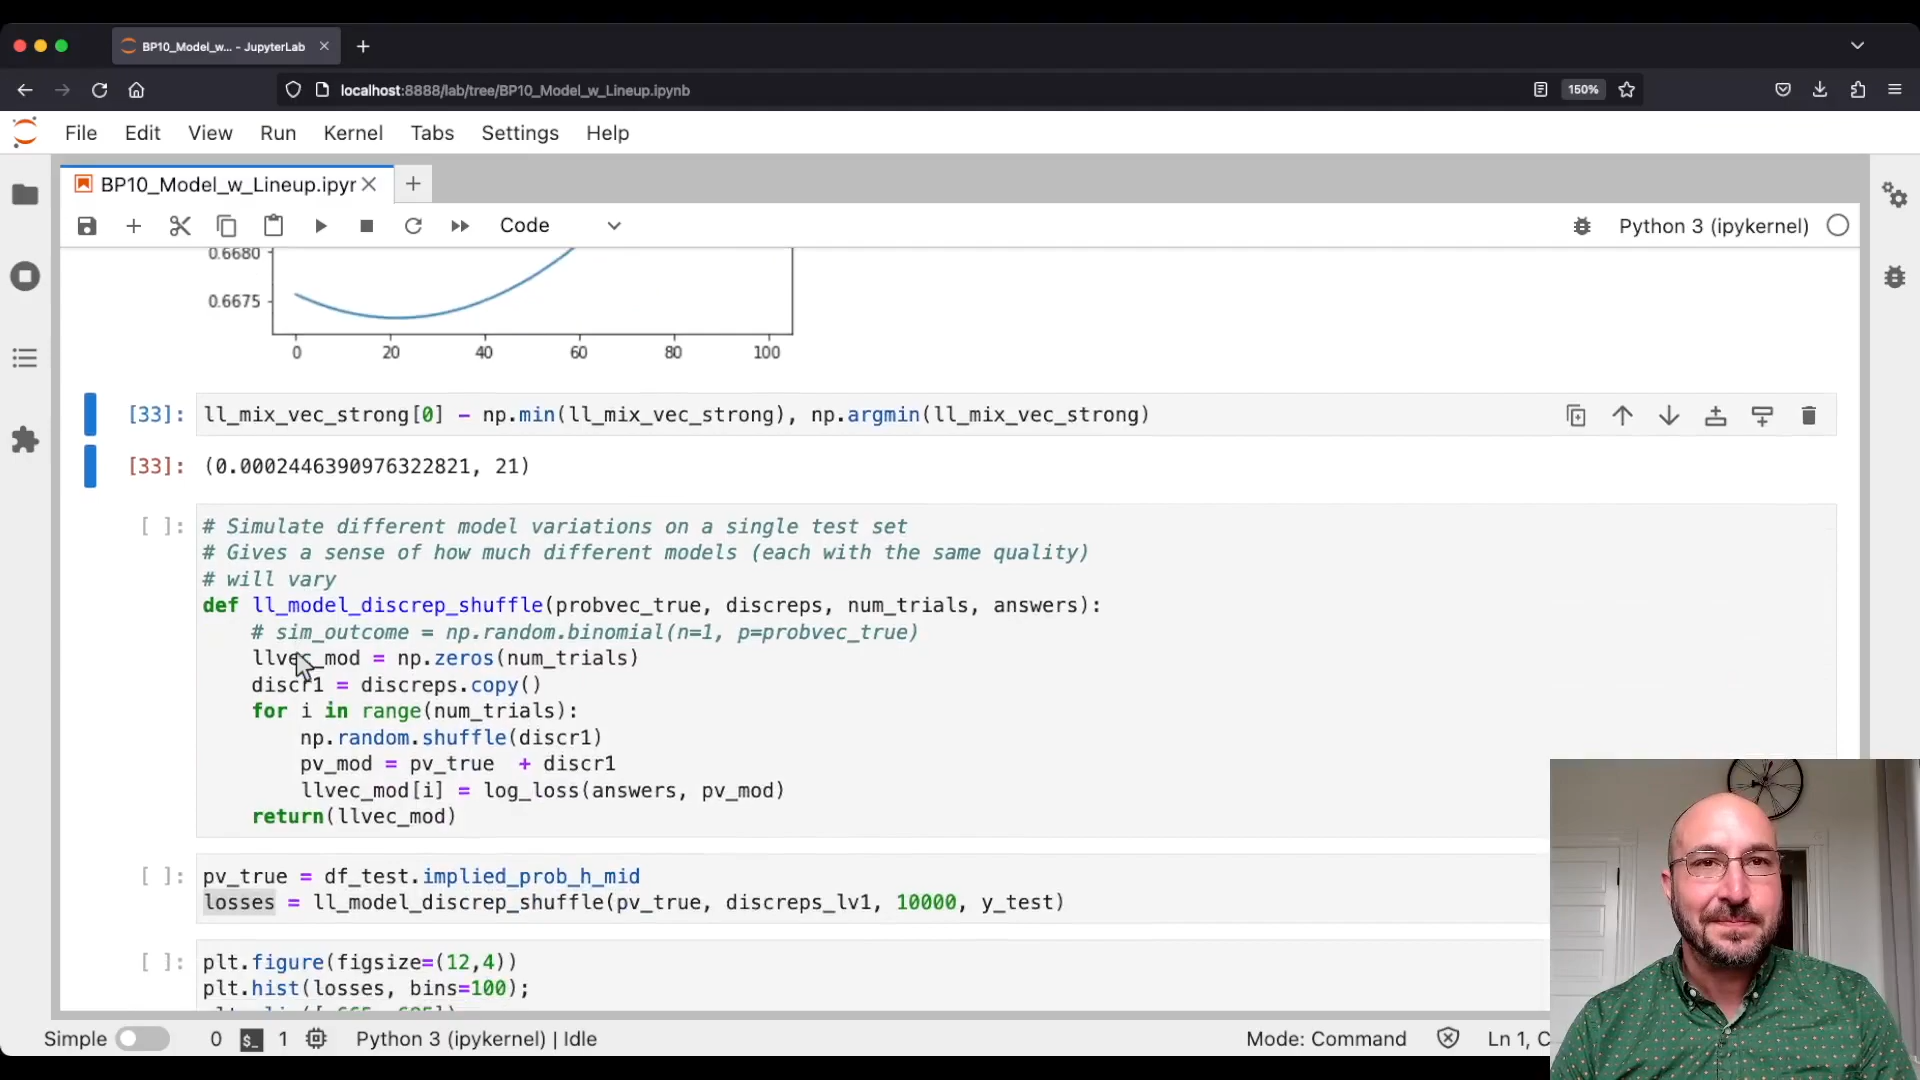 BP10_Model_w... - JupyterLab
localhost:8888/lab/tree/BP10_Model_w_Lineup.ipynb
150%
File Edit View Run Kernel Tabs Settings Help
BP10_Model_w_Lineup.ipyr
Code
Python 3 (ipykernel)
0.6680
0.6675
0 20 40 60 80 100
[33]: ll_mix_vec_strong[0] - np.min(ll_mix_vec_strong), np.argmin(ll_mix_vec_strong)
[33]: (0.0002446390976322821, 21)
[ ]: # Simulate different model variations on a single test set
# Gives a sense of how much different models (each with the same quality)
# will vary
def ll_model_discrep_shuffle(probvec_true, discreps, num_trials, answers):
# sim_outcome = np.random.binomial(n=1, p=probvec_true)
llvec_mod = np.zeros(num_trials)
discr1 = discreps.copy()
for i in range(num_trials):
np.random.shuffle(discr1)
pv_mod = pv_true + discr1
llvec_mod[i] = log_loss(answers, pv_mod)
return(llvec_mod)
[ ]: pv_true = df_test.implied_prob_h_mid
losses = ll_model_discrep_shuffle(pv_true, discreps_lv1, 10000, y_test)
[ ]: plt.figure(figsize=(12,4))
plt.hist(losses, bins=100);
Simple 0 $_ 1 Python 3 (ipykernel) | Idle Mode: Command Ln 1, C